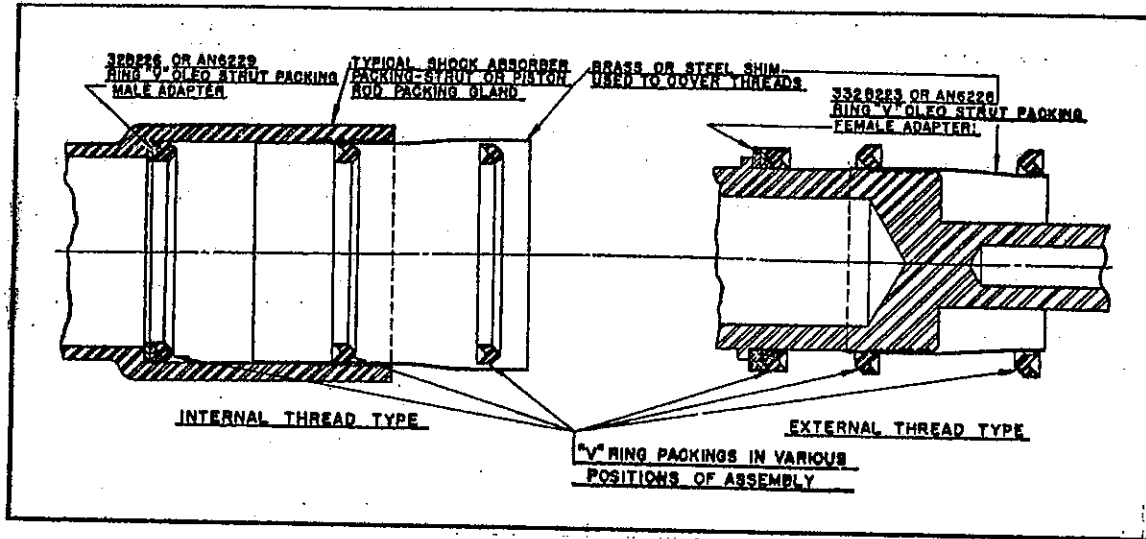 328226 OR AN6229
RING "V" OLEO STRUT PACKING
MALE ADAPTER
TYPICAL SHOCK ABSORBER
PACKING-STRUT OR PISTON
ROD PACKING GLAND
BRASS OR STEEL SHIM
USED TO COVER THREADS
3328223 OR AN6228
RING "V" OLEO STRUT PACKING
FEMALE ADAPTER
INTERNAL THREAD TYPE
EXTERNAL THREAD TYPE
"V" RING PACKINGS IN VARIOUS
POSITIONS OF ASSEMBLY